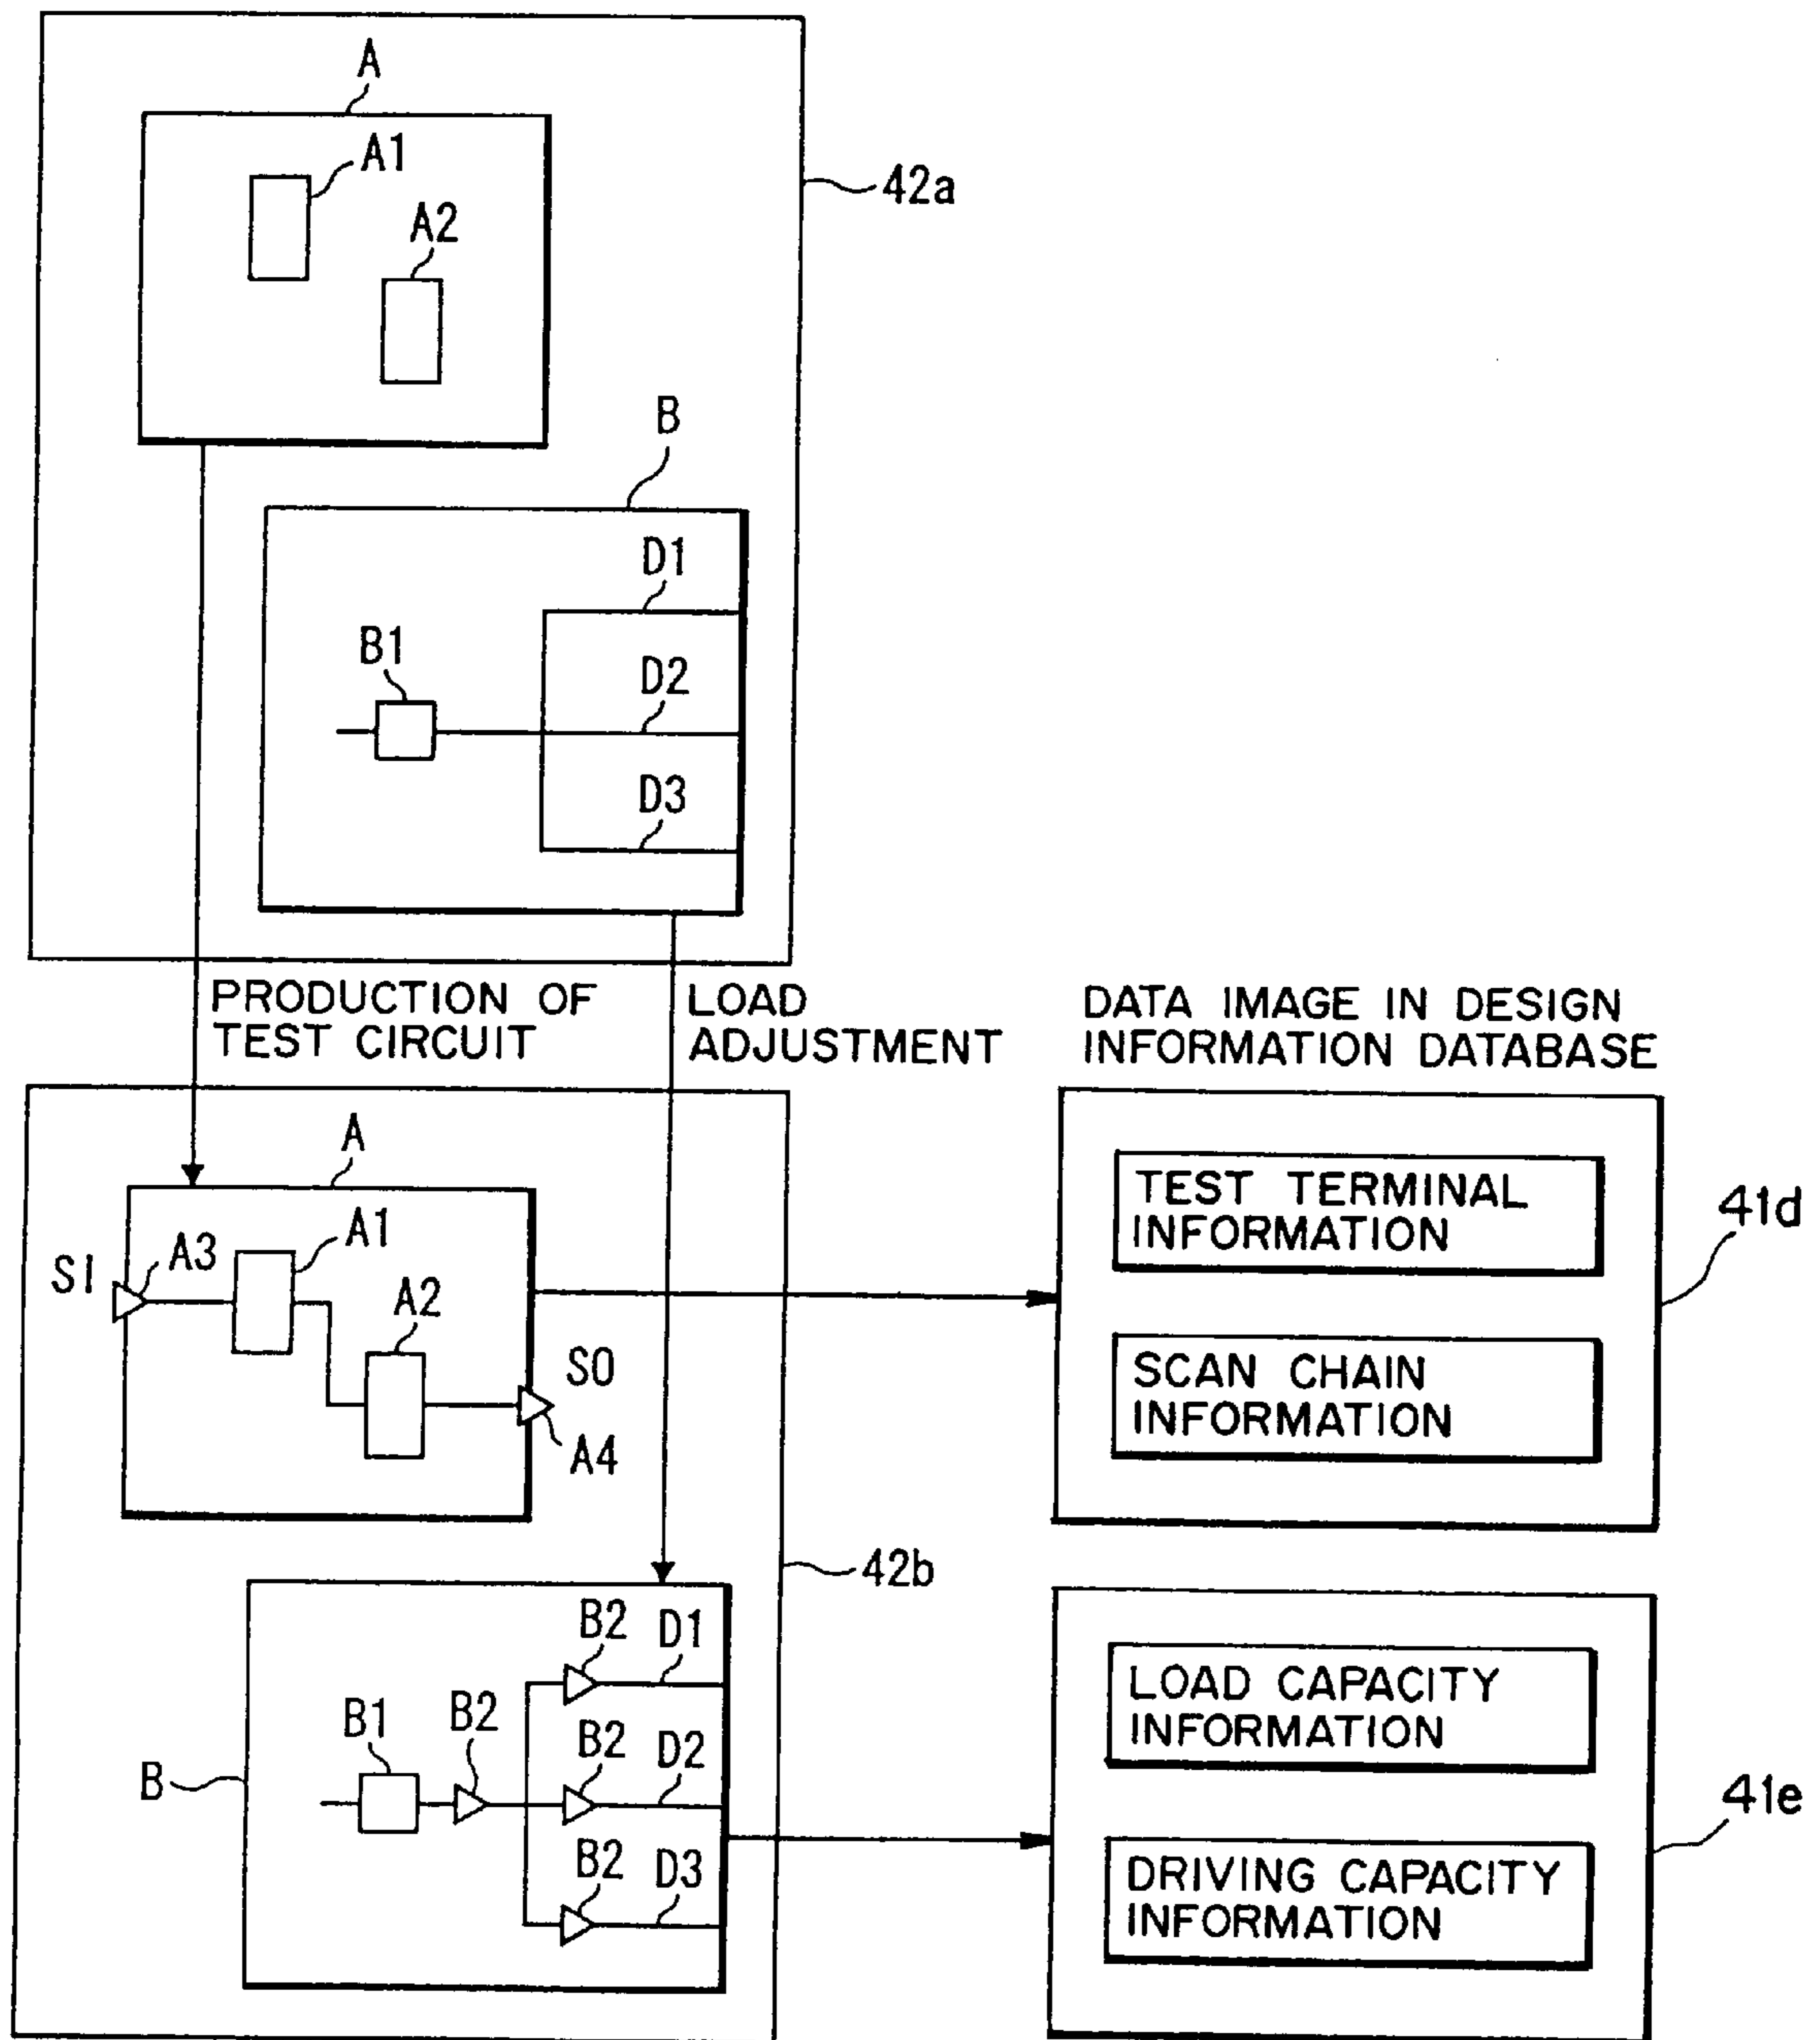 A
A1
A2
42a
B
D1
B1
D2
D3
PRODUCTION OF
TEST CIRCUIT
LOAD
ADJUSTMENT
DATA IMAGE IN DESIGN
INFORMATION DATABASE
A
A1
A3
SI
A2
SO
A4
TEST TERMINAL
INFORMATION
SCAN CHAIN
INFORMATION
41d
42b
B2
D1
B1
B2
B2
D2
B
B2
D3
LOAD CAPACITY
INFORMATION
DRIVING CAPACITY
INFORMATION
41e